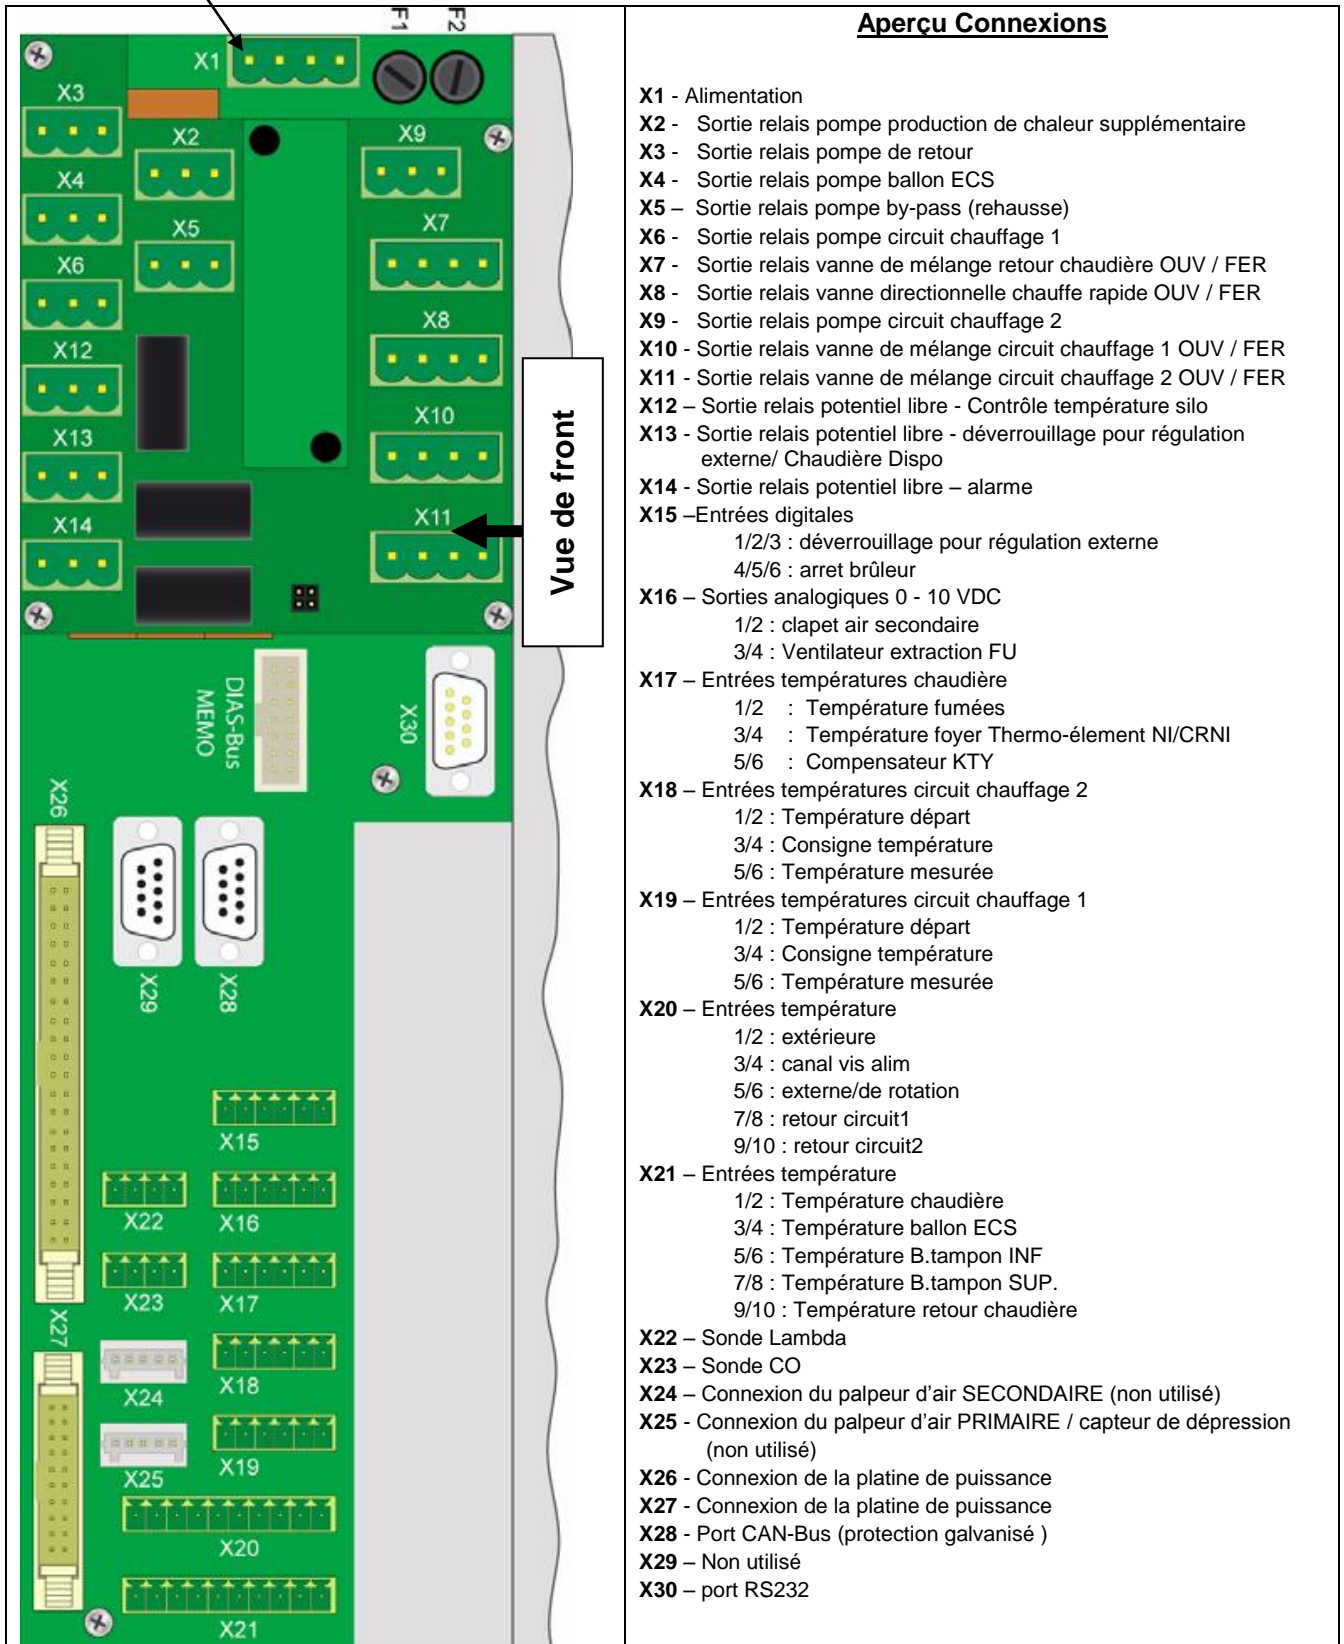 F1
F2
X1
X3
X2
X9
X4
X5
X7
X6
X8
X12
X10
X13
X11
X14
Vue de front
DIAS-Bus
MEMO
X30
X26
X29
X28
X15
X22
X16
X23
X17
X27
X24
X18
X25
X19
X20
X21
Aperçu Connexions
X1 - Alimentation
X2 - Sortie relais pompe production de chaleur supplémentaire
X3 - Sortie relais pompe de retour
X4 - Sortie relais pompe ballon ECS
X5 – Sortie relais pompe by-pass (rehausse)
X6 - Sortie relais pompe circuit chauffage 1
X7 - Sortie relais vanne de mélange retour chaudière OUV / FER
X8 - Sortie relais vanne directionnelle chauffe rapide OUV / FER
X9 - Sortie relais pompe circuit chauffage 2
X10 - Sortie relais vanne de mélange circuit chauffage 1 OUV / FER
X11 - Sortie relais vanne de mélange circuit chauffage 2 OUV / FER
X12 – Sortie relais potentiel libre - Contrôle température silo
X13 - Sortie relais potentiel libre - déverrouillage pour régulation
externe/ Chaudière Dispo
X14 - Sortie relais potentiel libre – alarme
X15 –Entrées digitales
1/2/3 : déverrouillage pour régulation externe
4/5/6 : arret brûleur
X16 – Sorties analogiques 0 - 10 VDC
1/2 : clapet air secondaire
3/4 : Ventilateur extraction FU
X17 – Entrées températures chaudière
1/2 : Température fumées
3/4 : Température foyer Thermo-élement NI/CRNI
5/6 : Compensateur KTY
X18 – Entrées températures circuit chauffage 2
1/2 : Température départ
3/4 : Consigne température
5/6 : Température mesurée
X19 – Entrées températures circuit chauffage 1
1/2 : Température départ
3/4 : Consigne température
5/6 : Température mesurée
X20 – Entrées température
1/2 : extérieure
3/4 : canal vis alim
5/6 : externe/de rotation
7/8 : retour circuit1
9/10 : retour circuit2
X21 – Entrées température
1/2 : Température chaudière
3/4 : Température ballon ECS
5/6 : Température B.tampon INF
7/8 : Température B.tampon SUP.
9/10 : Température retour chaudière
X22 – Sonde Lambda
X23 – Sonde CO
X24 – Connexion du palpeur d'air SECONDAIRE (non utilisé)
X25 - Connexion du palpeur d'air PRIMAIRE / capteur de dépression
(non utilisé)
X26 - Connexion de la platine de puissance
X27 - Connexion de la platine de puissance
X28 - Port CAN-Bus (protection galvanisé )
X29 – Non utilisé
X30 – port RS232